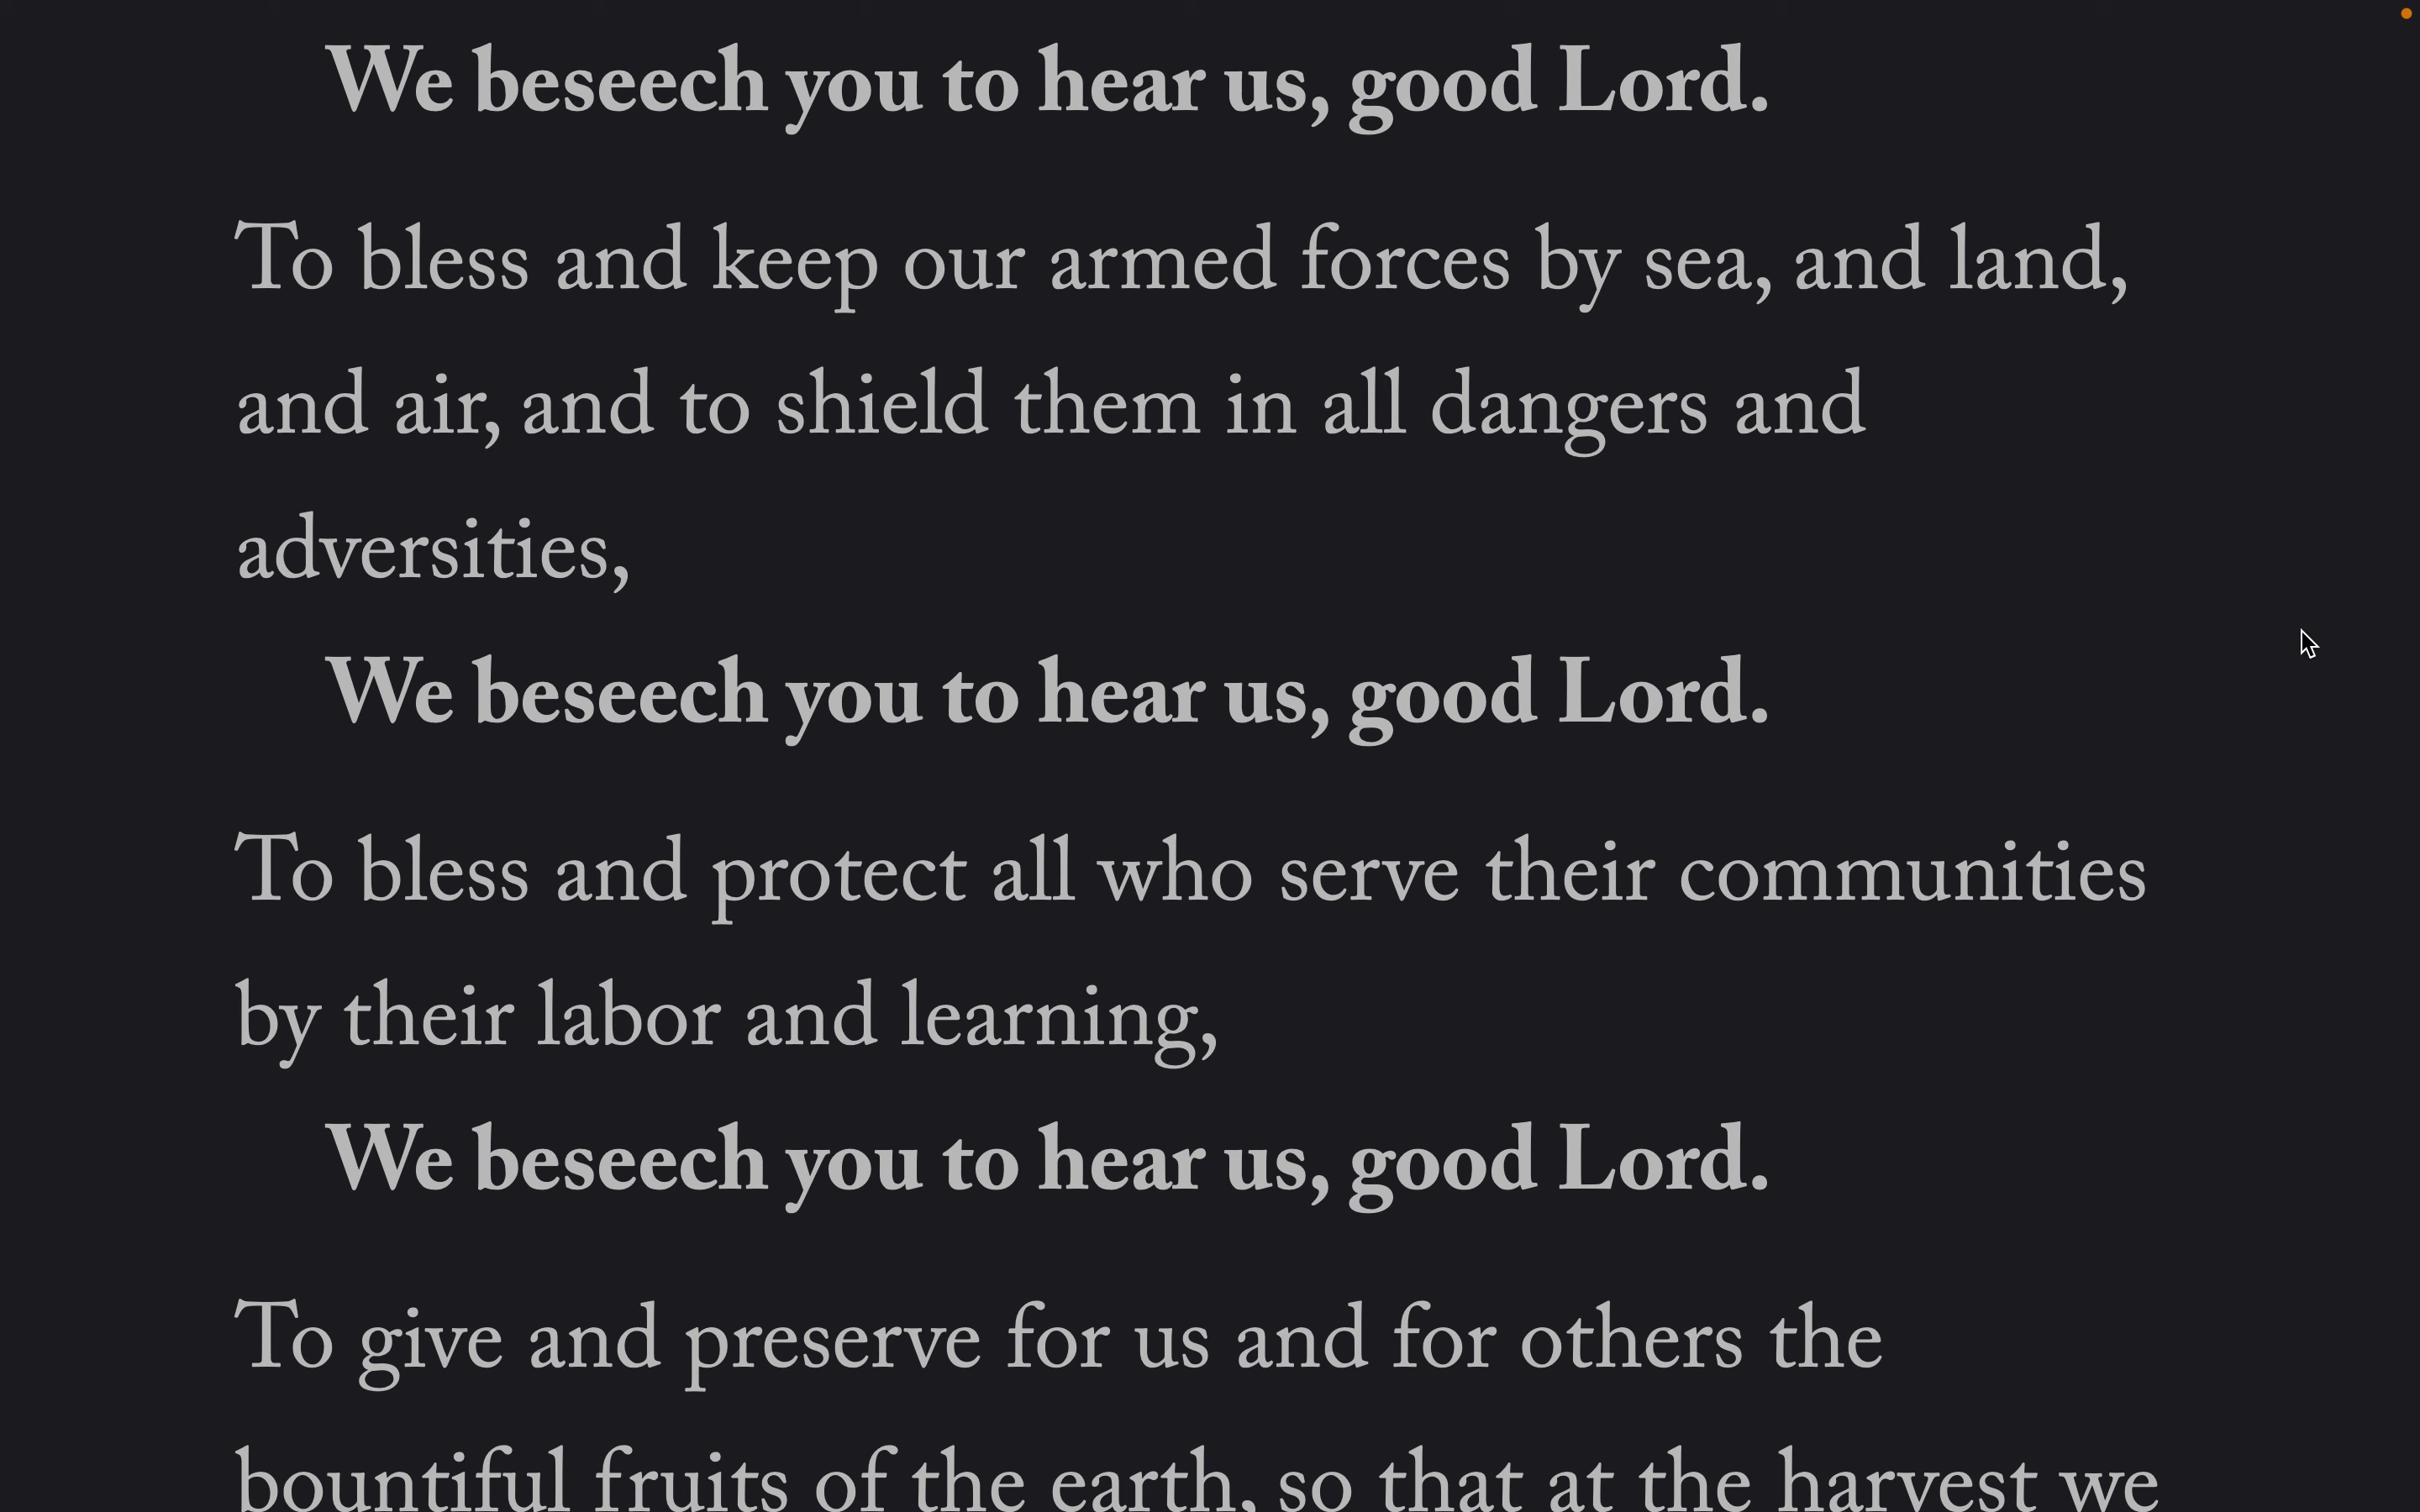 We beseech you to hear us, good Lord.
To bless and keep our armed forces by sea, and land,
and air, and to shield them in all dangers and
adversities,
We beseech you to hear us, good Lord.
To bless and protect all who serve their communities
by their labor and learning,
We beseech you to hear us, good Lord.
To give and preserve for us and for others the
bountiful fruits of the earth, so that at the harvest we